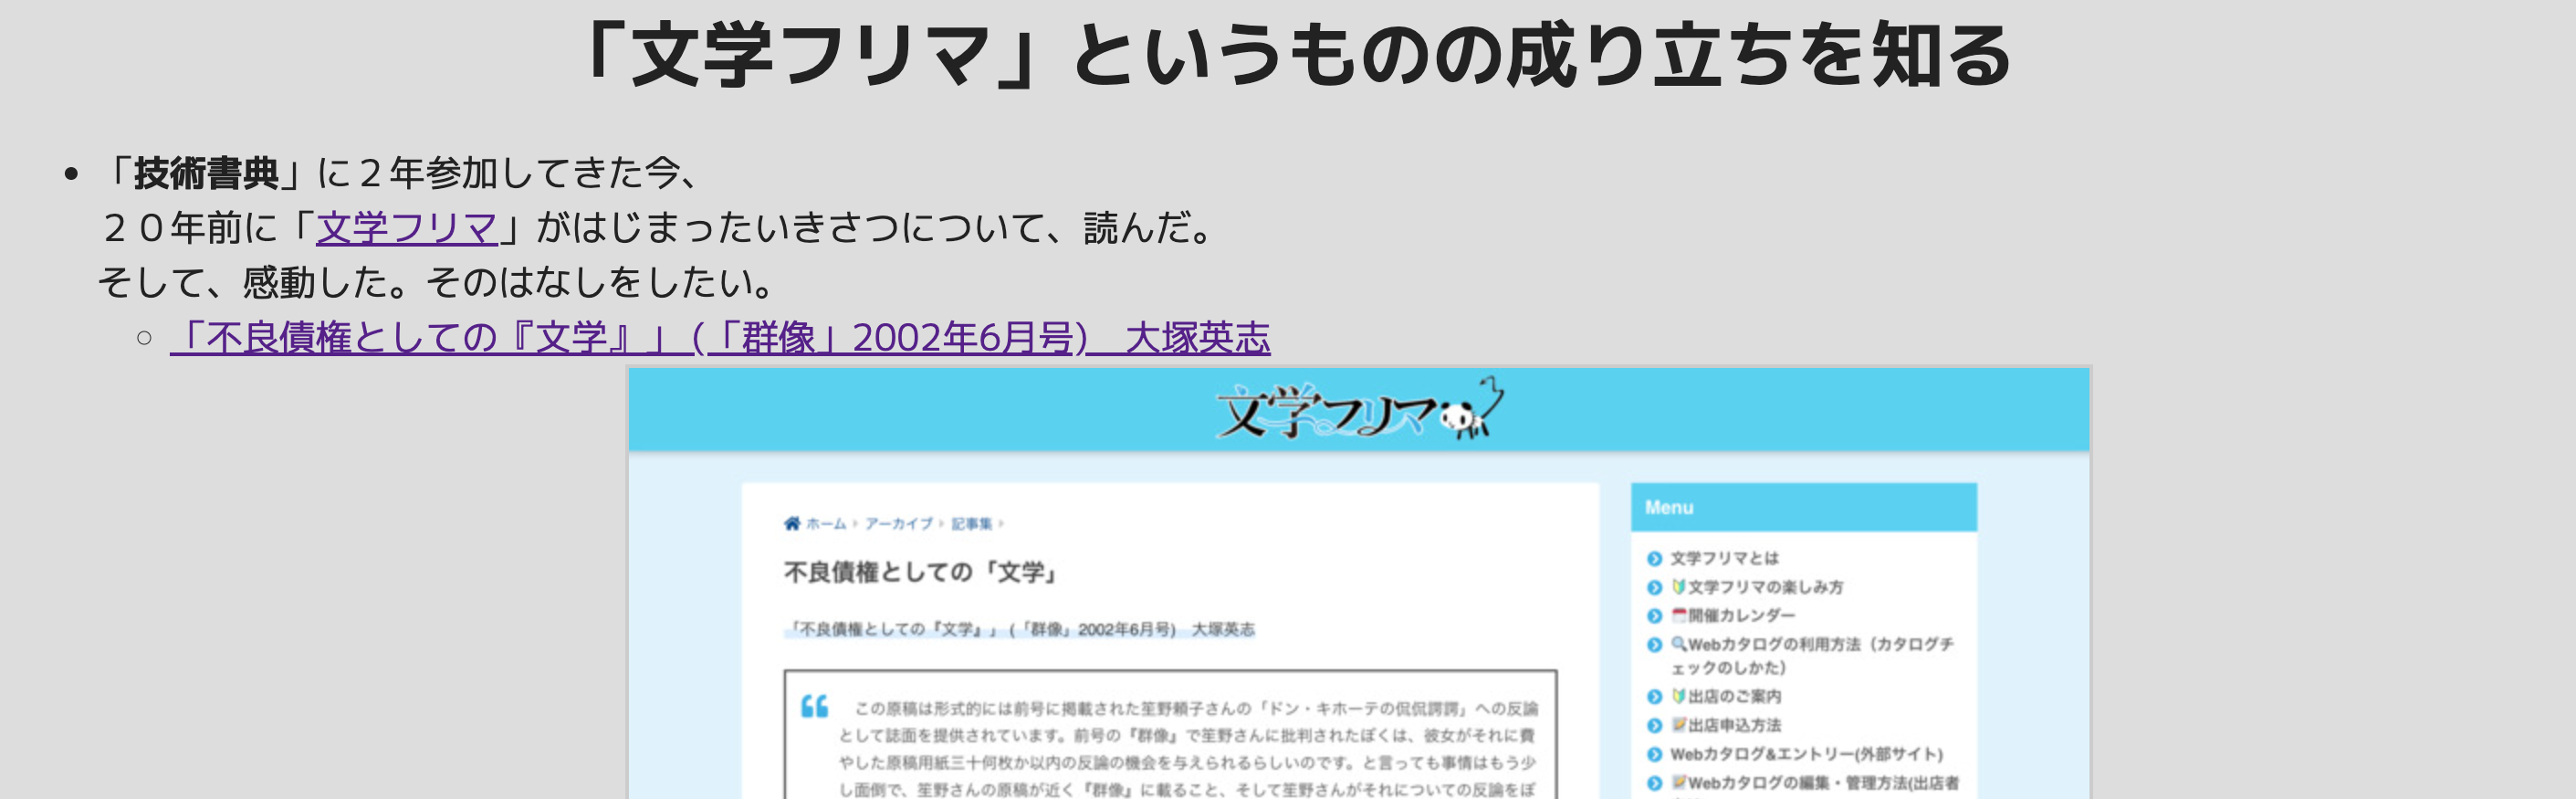 「文学フリマ」というものの成り立ちを知る
「技術書典」に２年参加してきた今、
２０年前に「文学フリマ」がはじまったいきさつについて、読んだ。
そして、感動した。そのはなしをしたい。
「不良債権としての『文学』」(「群像」2002年6月号)　大塚英志
文学フリマ
ホーム
アーカイブ
記事集
不良債権としての「文学」
「不良債権としての『文学』」 (「群像」2002年6月号)　大塚英志
この原稿は形式的には前号に掲載された笙野頼子さんの「ドン・キホーテの侃侃諤諤」への反論
として誌面を提供されています。前号の『群像』で笙野さんに批判されたぼくは、彼女がそれに費
やした原稿用紙三十何枚か以内の反論の機会を与えられるらしいのです。と言っても事情はもう少
し面倒で、笙野さんの原稿が近く『群像』に載ること、そして笙野さんがそれについての反論をぼ
Menu
文学フリマとは
文学フリマの楽しみ方
開催カレンダー
Webカタログの利用方法（カタログチ
ェックのしかた）
出店のご案内
出店申込方法
Webカタログ&エントリー(外部サイト)
Webカタログの編集・管理方法(出店者